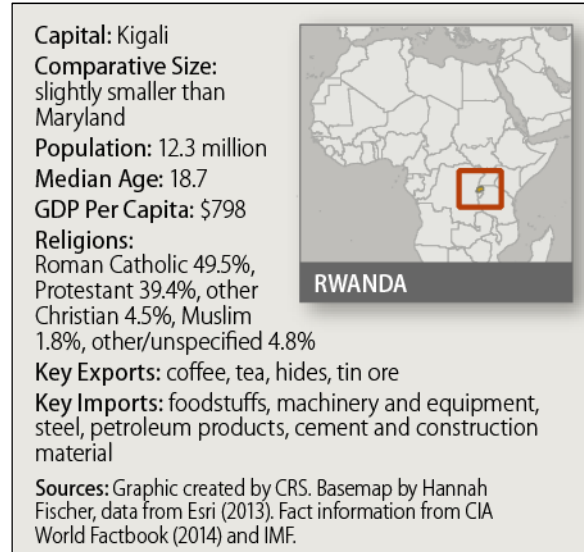 Capital: Kigali
Comparative Size:
slightly smaller than
Maryland
Population: 12.3 million
Median Age: 18.7
GDP Per Capita: $798
Religions:
Roman Catholic 49.5%,
Protestant 39.4%, other
Christian 4.5%, Muslim
1.8%, other/unspecified 4.8%
RWANDA
Key Exports: coffee, tea, hides, tin ore
Key Imports: foodstuffs, machinery and equipment,
steel, petroleum products, cement and construction
material
Sources: Graphic created by CRS. Basemap by Hannah
Fischer, data from Esri (2013). Fact information from CIA
World Factbook (2014) and IMF.